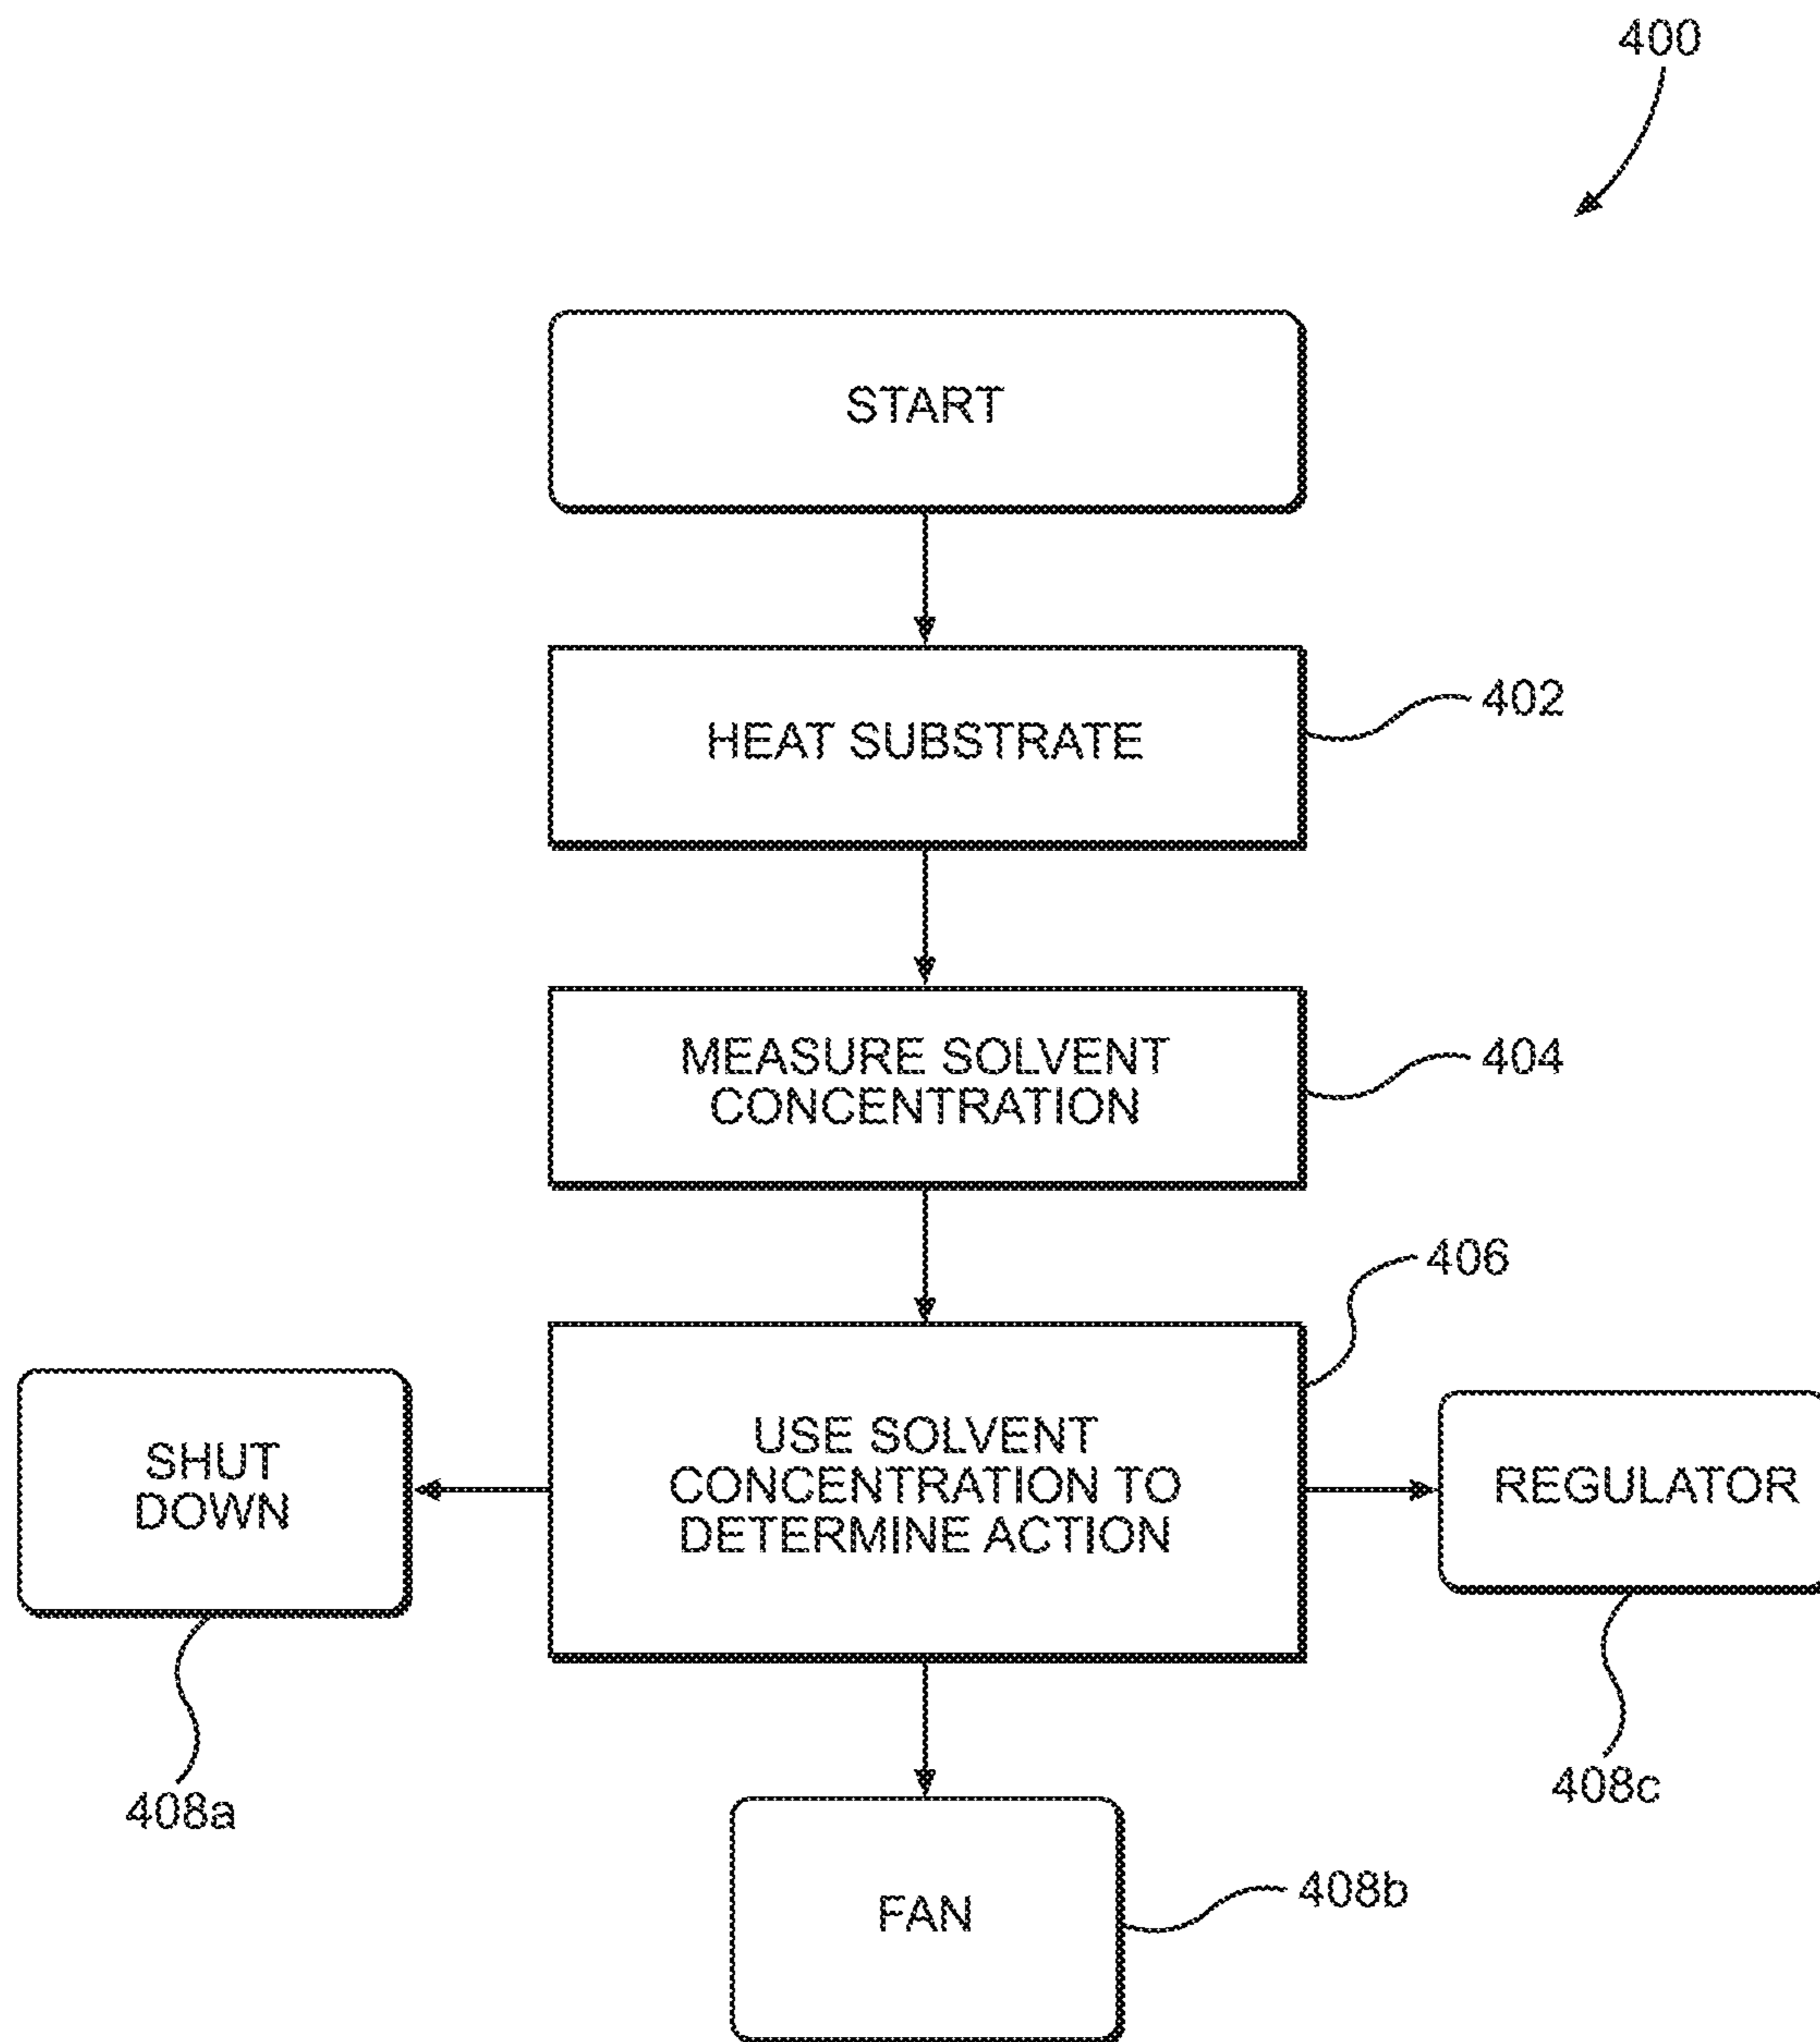 400
START
HEAT SUBSTRATE
402
MEASURE SOLVENT
CONCENTRATION
404
406
USE SOLVENT
CONCENTRATION TO
DETERMINE ACTION
SHUT
DOWN
REGULATOR
408a
408c
FAN
408b